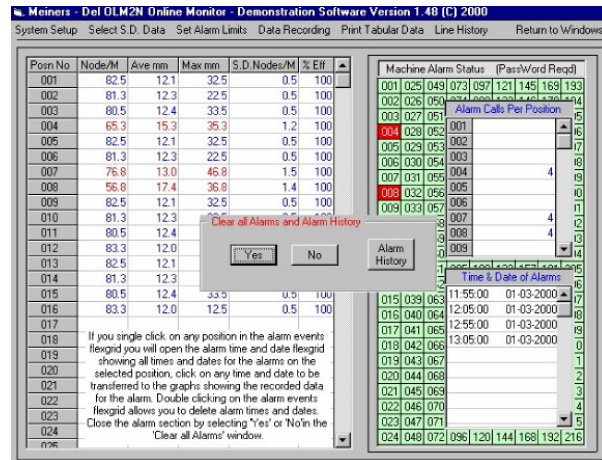 Meiners - Del OLM2N Online Monitor - Demonstration Software Version 1.48 (C) 2000
System Setup Select S.D. Data Set Alarm Limits Data Recording Print Tabular Data Line History Return to Windows
Posn No Node/M Ave mm Max mm S.D.Nodes/M % Eff
001 82.5 12.1 32.5 0.5 100
002 81.3 12.3 22.5 0.5 100
003 80.5 12.4 33.5 0.5 100
004 65.3 15.3 35.3 1.2 100
005 82.5 12.1 32.5 0.5 100
006 81.3 12.3 22.5 0.5 100
007 76.8 13.0 46.8 1.5 100
008 56.8 17.4 36.8 1.4 100
009 82.5 12.1 32.5 0.5 100
010 81.3 12.3
011 80.5 12.4
012 83.3 12.0
013 82.5 12.1
014 81.3 12.3
015 80.5 12.4 33.5 0.5 100
016 83.3 12.0 12.5 0.5 100
017
018
019
020
021
022
023
024
025
If you single click on any position in the alarm events
flexgrid you will open the alarm time and date flexgrid
showing all times and dates for the alarms on the
selected position, click on any time and date to be
transferred to the graphs showing the recorded data
for the alarm. Double clicking on the alarm events
flexgrid allows you to delete alarm times and dates.
Close the alarm section by selecting 'Yes' or 'No'in the
'Clear all Alarms' window.
Clear all Alarms and Alarm History
Yes No Alarm
History
Machine Alarm Status (PassWord Reqd)
001 025 049 073 097 121 145 169 193
002 026 050
003 027 051
004 028 052
005 029 053
006 030 054
007 031 055
008 032 056
009 033 057
015 039 063
016 040 064
017 041 065
018 042 066
019 043 067
020 044 068
021 045 069
022 046 070
023 047 071
024 048 072 096 120 144 168 192 216
Alarm Calls Per Position
001
002
003
004 4
005
006
007 4
008 4
009
Time & Date of Alarms
11:55:00 01-03-2000
12:05:00 01-03-2000
12:55:00 01-03-2000
13:05:00 01-03-2000